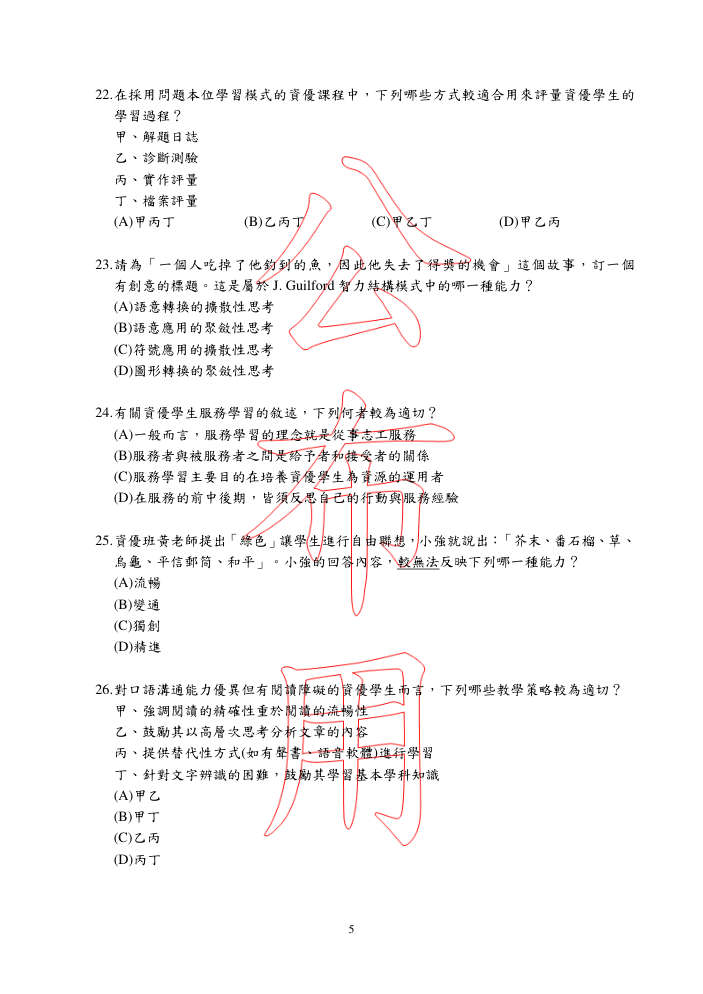 22.在採用問題本位學習模式的資優課程中，下列哪些方式較適合用來評量資優學生的
學習過程？
甲、解題日誌
乙、診斷測驗
丙、實作評量
丁、檔案評量
(A)甲丙丁 (B)乙丙丁 (C)甲乙丁 (D)甲乙丙
23.請為「一個人吃掉了他釣到的魚，因此他失去了得獎的機會」這個故事，訂一個
有創意的標題。這是屬於 J. Guilford 智力結構模式中的哪一種能力？
(A)語意轉換的擴散性思考
(B)語意應用的聚斂性思考
(C)符號應用的擴散性思考
(D)圖形轉換的聚斂性思考
24.有關資優學生服務學習的敘述，下列何者較為適切？
(A)一般而言，服務學習的理念就是從事志工服務
(B)服務者與被服務者之間是給予者和接受者的關係
(C)服務學習主要目的在培養資優學生為資源的運用者
(D)在服務的前中後期，皆須反思自己的行動與服務經驗
25.資優班黃老師提出「綠色」讓學生進行自由聯想，小強就說出：「芥末、番石榴、草、
烏龜、平信郵筒、和平」。小強的回答內容，較無法反映下列哪一種能力？
(A)流暢
(B)變通
(C)獨創
(D)精進
26.對口語溝通能力優異但有閱讀障礙的資優學生而言，下列哪些教學策略較為適切？
甲、強調閱讀的精確性重於閱讀的流暢性
乙、鼓勵其以高層次思考分析文章的內容
丙、提供替代性方式(如有聲書、語音軟體)進行學習
丁、針對文字辨識的困難，鼓勵其學習基本學科知識
(A)甲乙
(B)甲丁
(C)乙丙
(D)丙丁
5
公布用